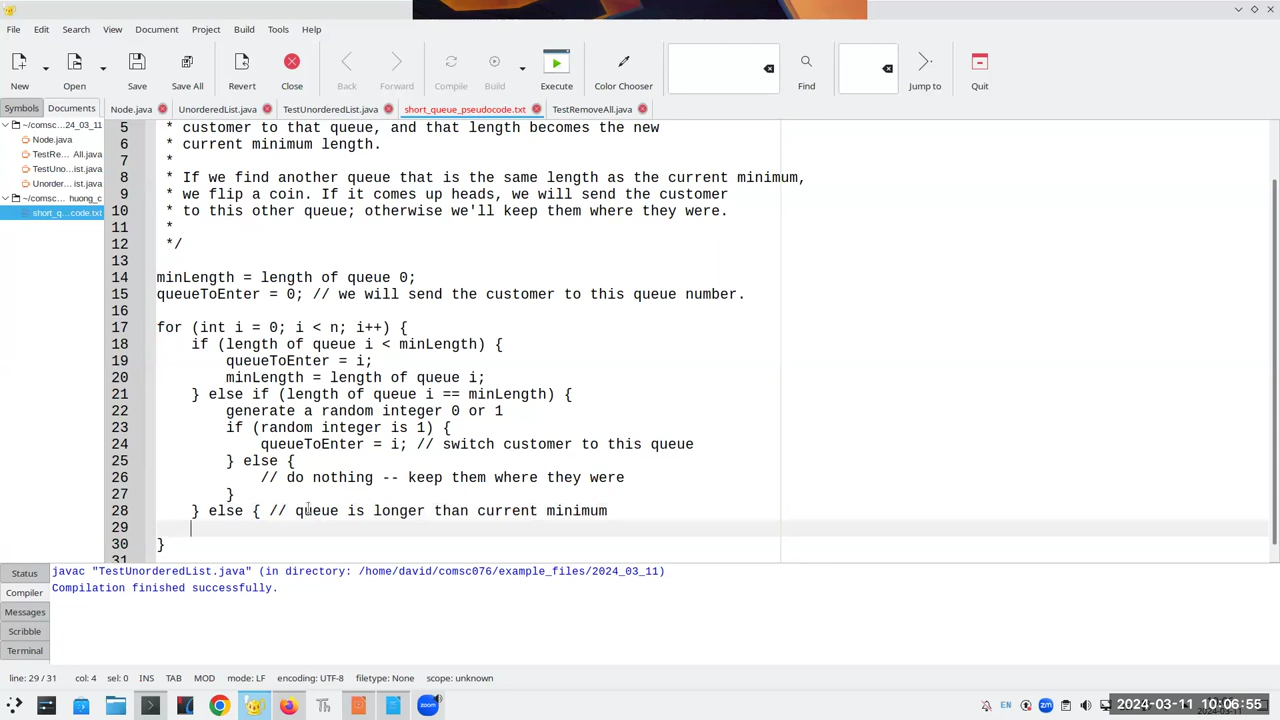 File Edit Search View Document Project Build Tools Help
New Open Save Save All Revert Close Back Forward Compile Build Execute Color Chooser Find Jump to Quit
Symbols Documents Node.java UnorderedList.java TestUnorderedList.java short_queue_pseudocode.txt TestRemoveAll.java
~/comsc...24_03_11
Node.java
TestRe... All.java
TestUno...ist.java
Unorder...ist.java
~/comsc... huong_c
short_q...code.txt
5 * customer to that queue, and that length becomes the new
6 * current minimum length.
7 *
8 * If we find another queue that is the same length as the current minimum,
9 * we flip a coin. If it comes up heads, we will send the customer
10 * to this other queue; otherwise we'll keep them where they were.
11 *
12 */
13
14 minLength = length of queue 0;
15 queueToEnter = 0; // we will send the customer to this queue number.
16
17 for (int i = 0; i < n; i++) {
18 if (length of queue i < minLength) {
19 queueToEnter = i;
20 minLength = length of queue i;
21 } else if (length of queue i == minLength) {
22 generate a random integer 0 or 1
23 if (random integer is 1) {
24 queueToEnter = i; // switch customer to this queue
25 } else {
26 // do nothing -- keep them where they were
27 }
28 } else { // queue is longer than current minimum
29
30 }
31
Status
Compiler
Messages
Scribble
Terminal
javac "TestUnorderedList.java" (in directory: /home/david/comsc076/example_files/2024_03_11)
Compilation finished successfully.
line: 29 / 31 col: 4 sel: 0 INS TAB MOD mode: LF encoding: UTF-8 filetype: None scope: unknown
Th zoom EN zm 2024-03-11 10:06:55